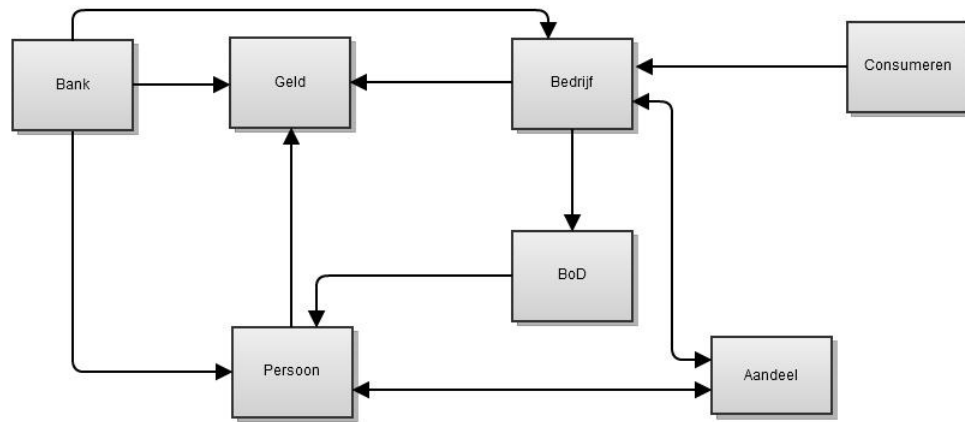 Bank
Geld
Bedrijf
Consumeren
BoD
Persoon
Aandeel